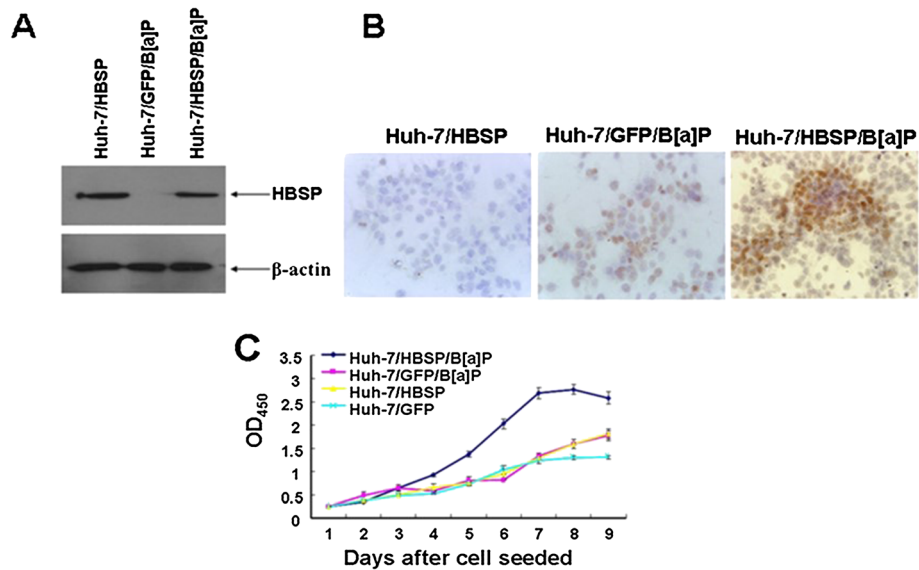 A
Huh-7/HBSP
Huh-7/GFP/B[a]P
Huh-7/HBSP/B[a]P
HBSP
β-actin
B
Huh-7/HBSP
Huh-7/GFP/B[a]P
Huh-7/HBSP/B[a]P
C
Huh-7/HBSP/B[a]P
Huh-7/GFP/B[a]P
Huh-7/HBSP
Huh-7/GFP
OD450
3.5
3
2.5
2
1.5
1
0.5
0
1 2 3 4 5 6 7 8 9
Days after cell seeded